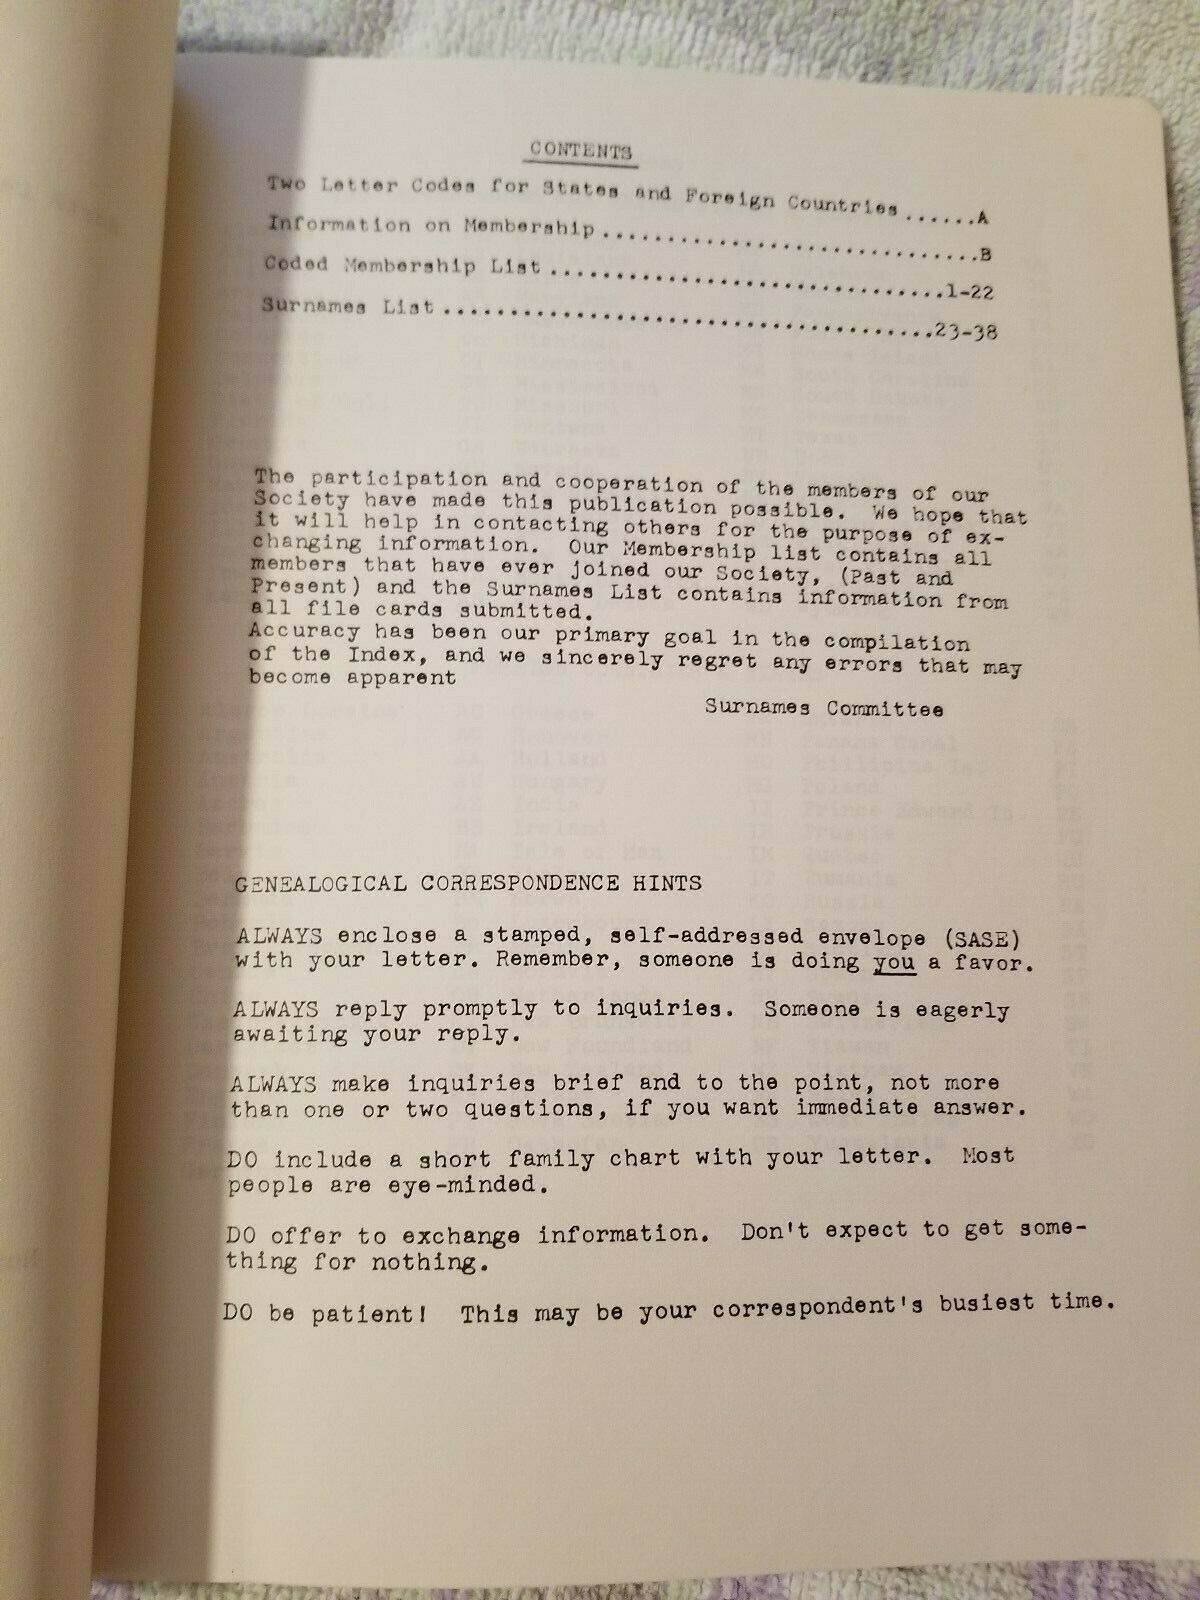 CONTENTS
Two Letter Codes for States and Foreign Countries......A
Information on Membership..............................B
Coded Membership List...............................1-22
Surnames List......................................23-38
The participation and cooperation of the members of our
Society have made this publication possible. We hope that
it will help in contacting others for the purpose of ex-
changing information. Our Membership list contains all
members that have ever joined our Society, (Past and
Present) and the Surnames List contains information from
all file cards submitted.
Accuracy has been our primary goal in the compilation
of the Index, and we sincerely regret any errors that may
become apparent
Surnames Committee
GENEALOGICAL CORRESPONDENCE HINTS
ALWAYS enclose a stamped, self-addressed envelope (SASE)
with your letter. Remember, someone is doing you a favor.
ALWAYS reply promptly to inquiries. Someone is eagerly
awaiting your reply.
ALWAYS make inquiries brief and to the point, not more
than one or two questions, if you want immediate answer.
DO include a short family chart with your letter. Most
people are eye-minded.
DO offer to exchange information. Don't expect to get some-
thing for nothing.
DO be patient! This may be your correspondent's busiest time.